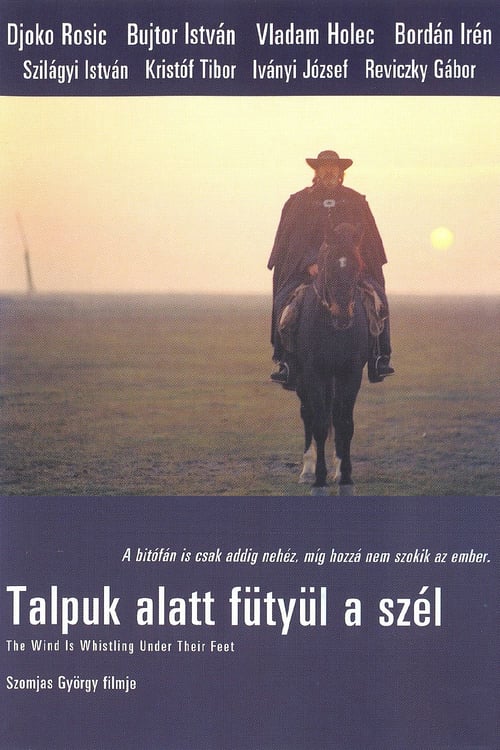 Djoko Rosic Bujtor István Vladam Holec Bordán Irén
Szilágyi István Kristóf Tibor Iványi József Reviczky Gábor
A bitófán is csak addig nehéz, míg hozzá nem szokik az ember.
Talpuk alatt fütyül a szél
The Wind Is Whistling Under Their Feet
Szomjas György filmje